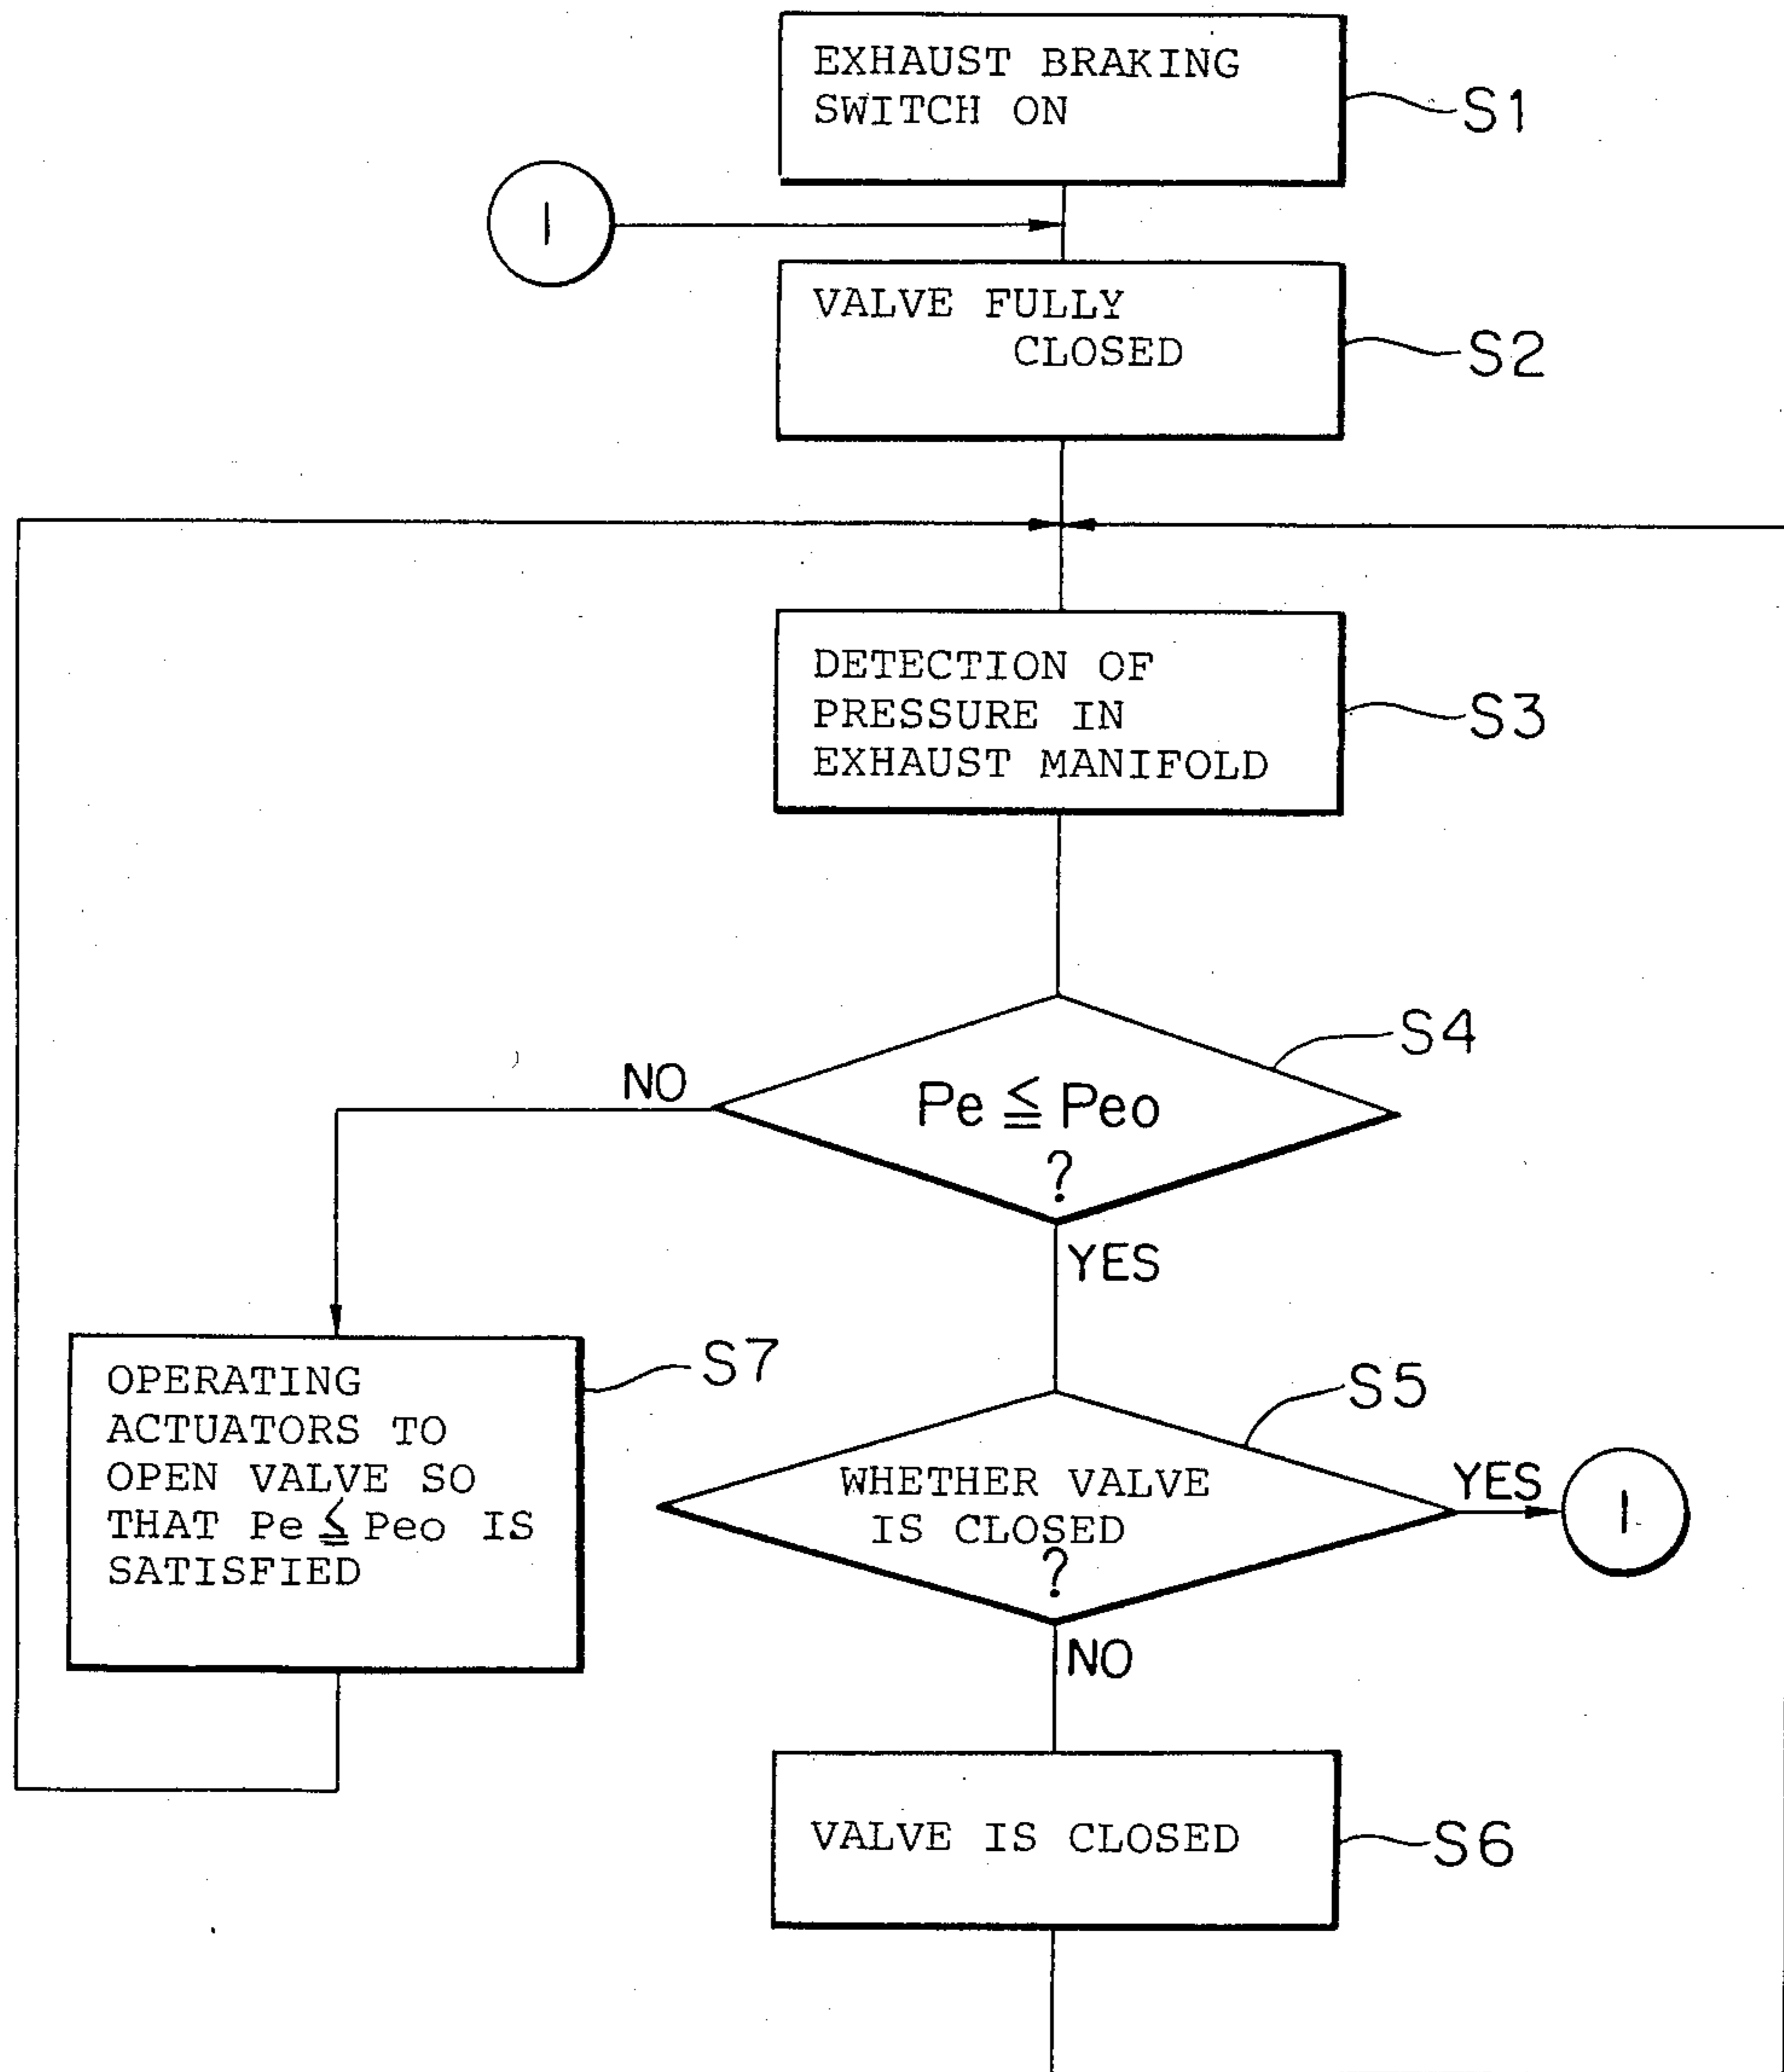 EXHAUST BRAKING
SWITCH ON
S1
1
VALVE FULLY
CLOSED
S2
DETECTION OF
PRESSURE IN
EXHAUST MANIFOLD
S3
S4
NO
Pe ≦ Peo
?
YES
S7
OPERATING
ACTUATORS TO
OPEN VALVE SO
THAT Pe ≦ Peo IS
SATISFIED
S5
WHETHER VALVE
IS CLOSED
?
YES
1
NO
VALVE IS CLOSED
S6